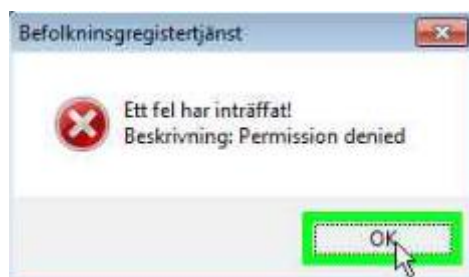 Befolkninsgregistertjänst
Ett fel har inträffat!
Beskrivning: Permission denied
OK